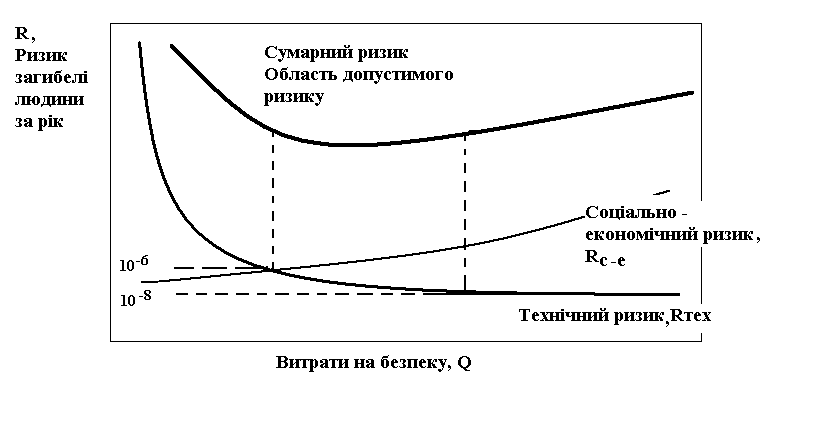 R,
Ризик
загибелі
людини
за рік
Сумарний ризик
Область допустимого
ризику
Соціально -
економічний ризик,
Rс-е
10-6
10-8
Технічний ризик,Rтех
Витрати на безпеку, Q